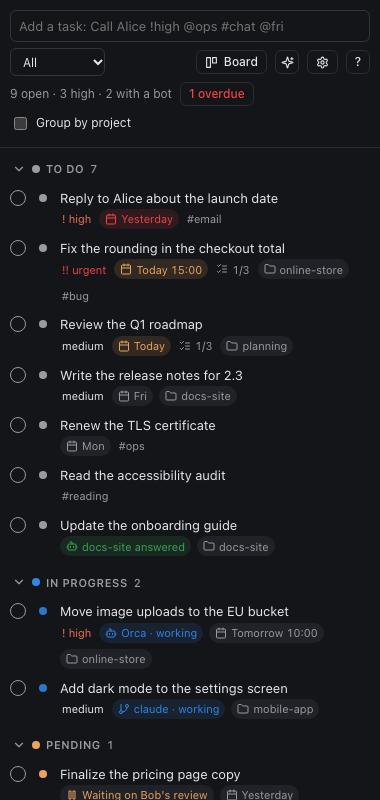 Add a task: Call Alice !high @ops #chat @fri
All
Board
?
9 open · 3 high · 2 with a bot
1 overdue
Group by project
TO DO 7
Reply to Alice about the launch date
! high Yesterday #email
Fix the rounding in the checkout total
!! urgent Today 15:00 1/3 online-store
#bug
Review the Q1 roadmap
medium Today 1/3 planning
Write the release notes for 2.3
medium Fri docs-site
Renew the TLS certificate
Mon #ops
Read the accessibility audit
#reading
Update the onboarding guide
docs-site answered docs-site
IN PROGRESS 2
Move image uploads to the EU bucket
! high Orca · working Tomorrow 10:00
online-store
Add dark mode to the settings screen
medium claude · working mobile-app
PENDING 1
Finalize the pricing page copy
Waiting on Bob's review Yesterday